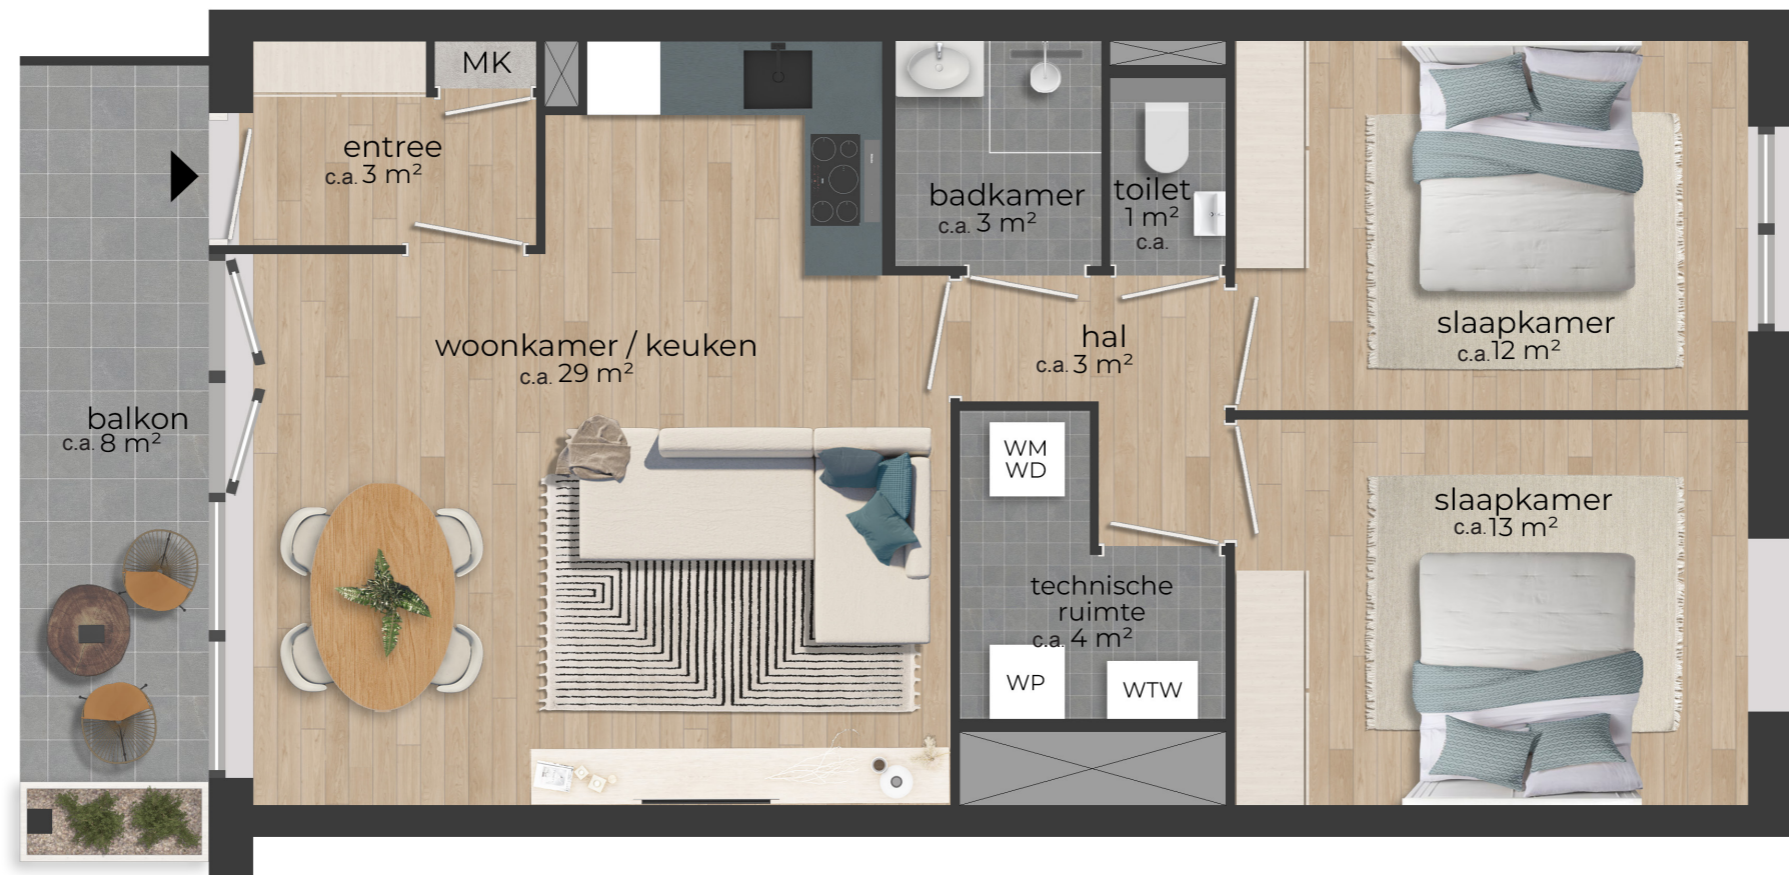 MK
entree
c.a. 3 m²
badkamer
c.a. 3 m²
toilet
1 m²
c.a.
slaapkamer
c.a. 12 m²
woonkamer / keuken
c.a. 29 m²
hal
c.a. 3 m²
balkon
c.a. 8 m²
WM
WD
slaapkamer
c.a. 13 m²
technische
ruimte
c.a. 4 m²
WP
WTW